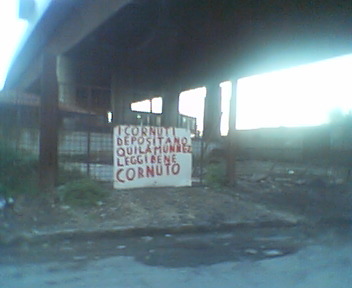 I CORNUTI
DEPOSITANO
QUI LA MUNNEZ
LEGGI BENE
CORNUTO